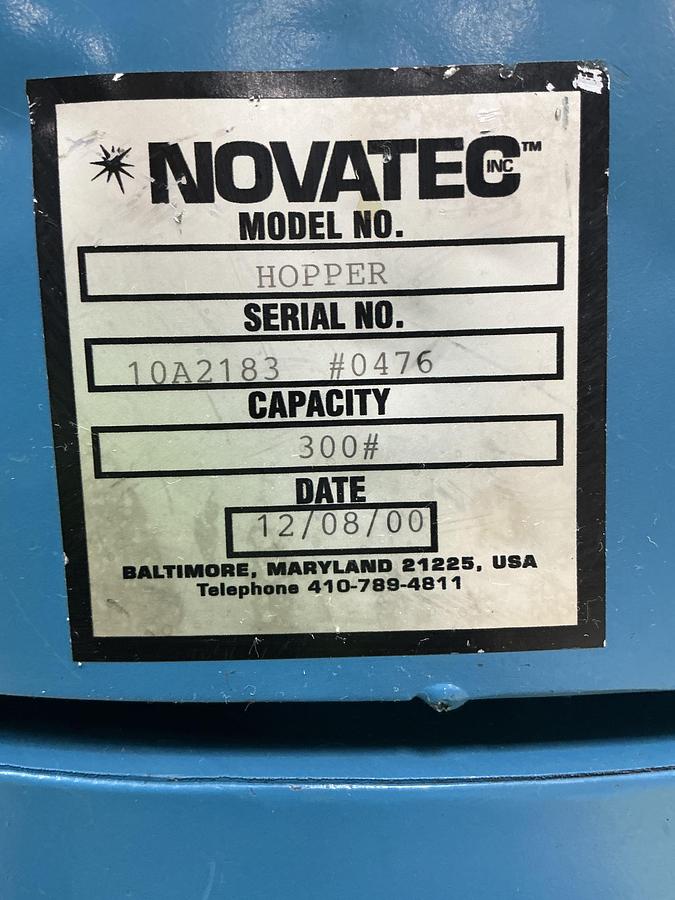 NOVATEC INC™
MODEL NO.
HOPPER
SERIAL NO.
10A2183 #0476
CAPACITY
300#
DATE
12/08/00
BALTIMORE, MARYLAND 21225, USA
Telephone 410-789-4811